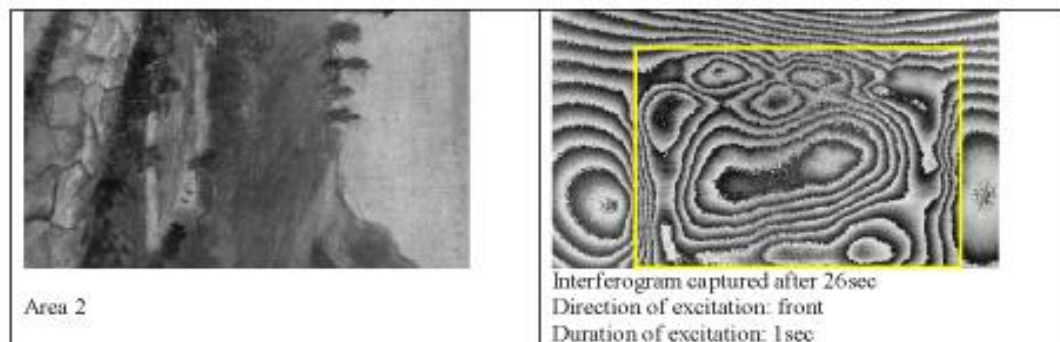 Area 2
Interferogram captured after 26sec
Direction of excitation: front
Duration of excitation: 1sec